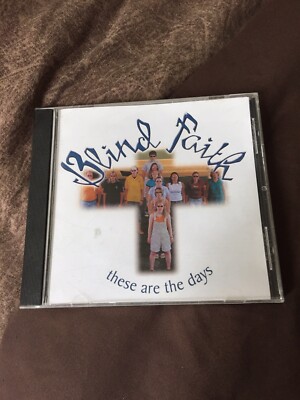 Blind Faith
these are the days